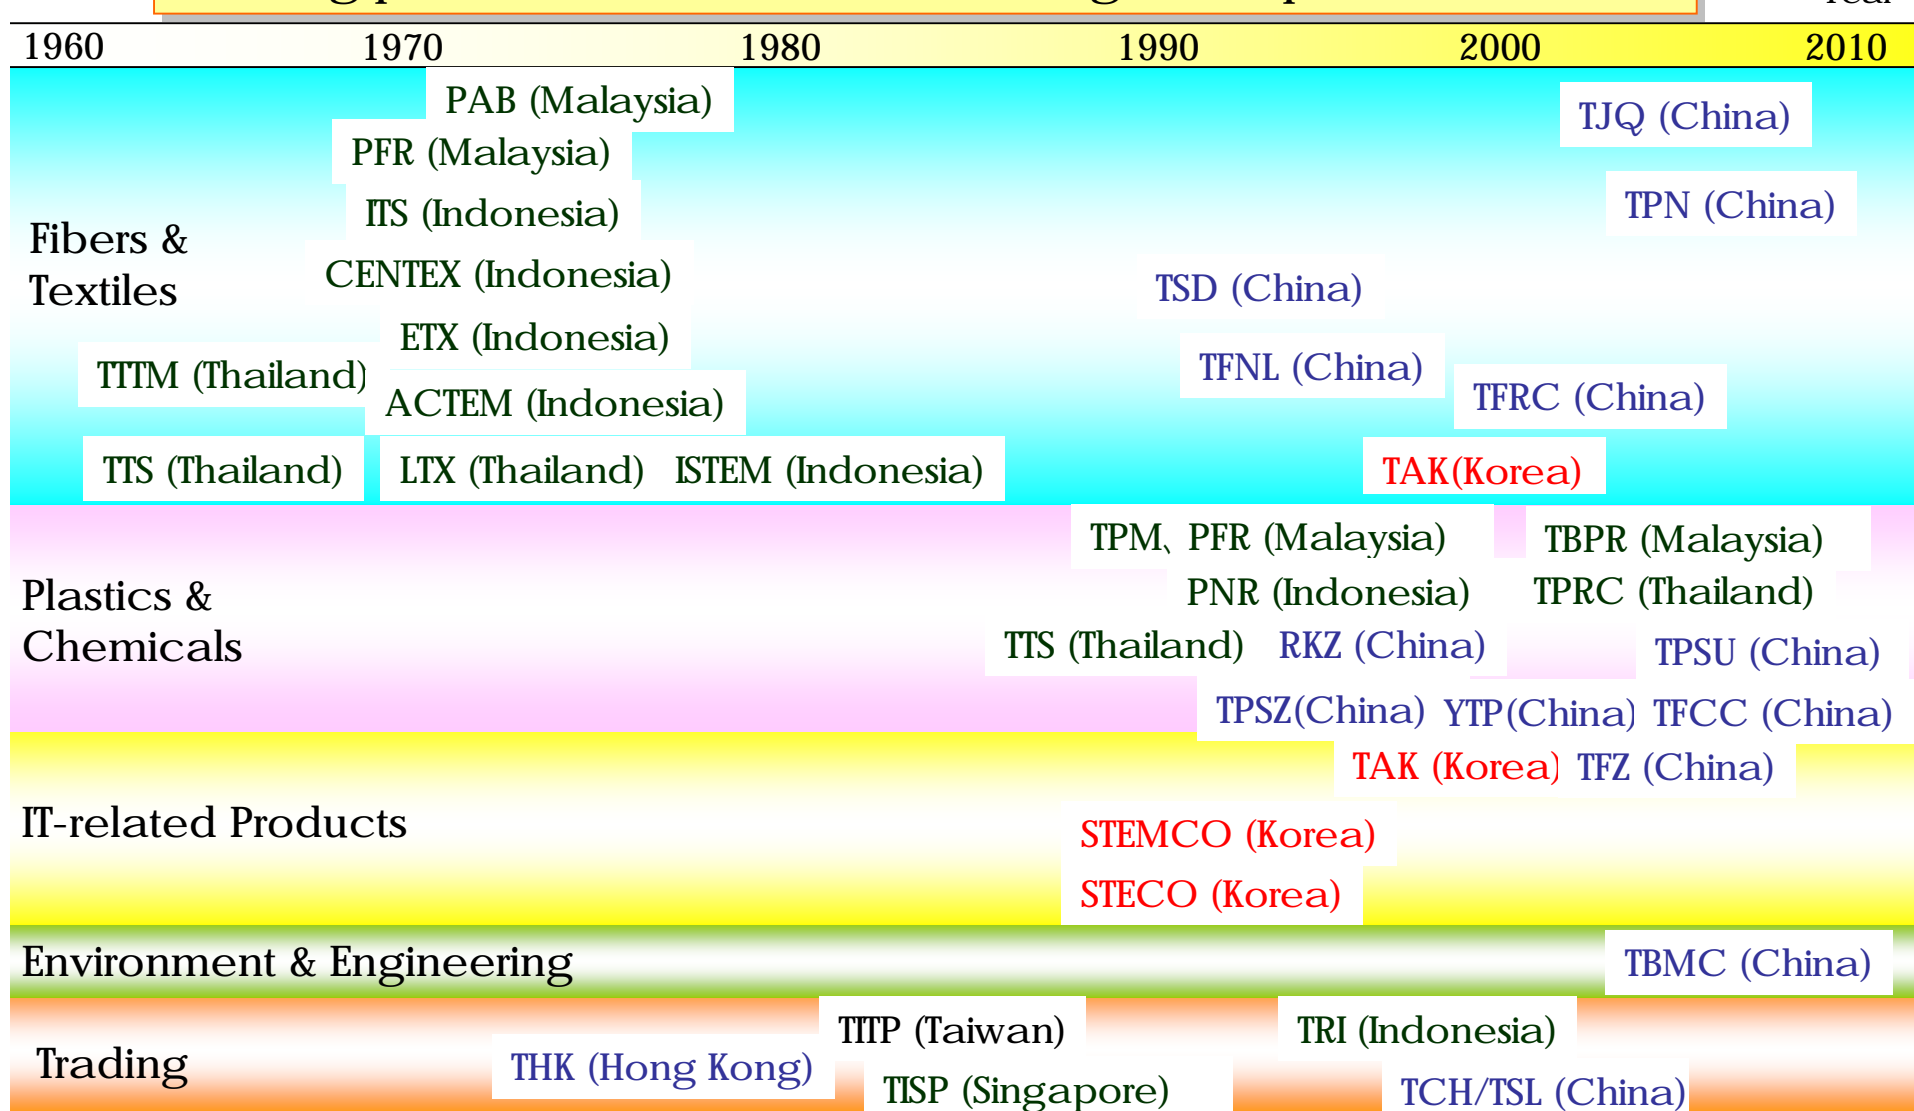 1960 1970 1980 1990 2000 2010
PAB (Malaysia)
TJQ (China)
PFR (Malaysia)
ITS (Indonesia)
TPN (China)
Fibers &
Textiles
CENTEX (Indonesia)
TSD (China)
ETX (Indonesia)
TTTM (Thailand)
TFNL (China)
ACTEM (Indonesia)
TFRC (China)
TTS (Thailand) LTX (Thailand) ISTEM (Indonesia) TAK(Korea)
TPM、PFR (Malaysia) TBPR (Malaysia)
Plastics &
Chemicals
PNR (Indonesia) TPRC (Thailand)
TTS (Thailand) RKZ (China) TPSU (China)
TPSZ(China) YTP(China) TFCC (China)
TAK (Korea) TFZ (China)
IT-related Products
STEMCO (Korea)
STECO (Korea)
Environment & Engineering TBMC (China)
TITP (Taiwan) TRI (Indonesia)
Trading THK (Hong Kong)
TISP (Singapore) TCH/TSL (China)